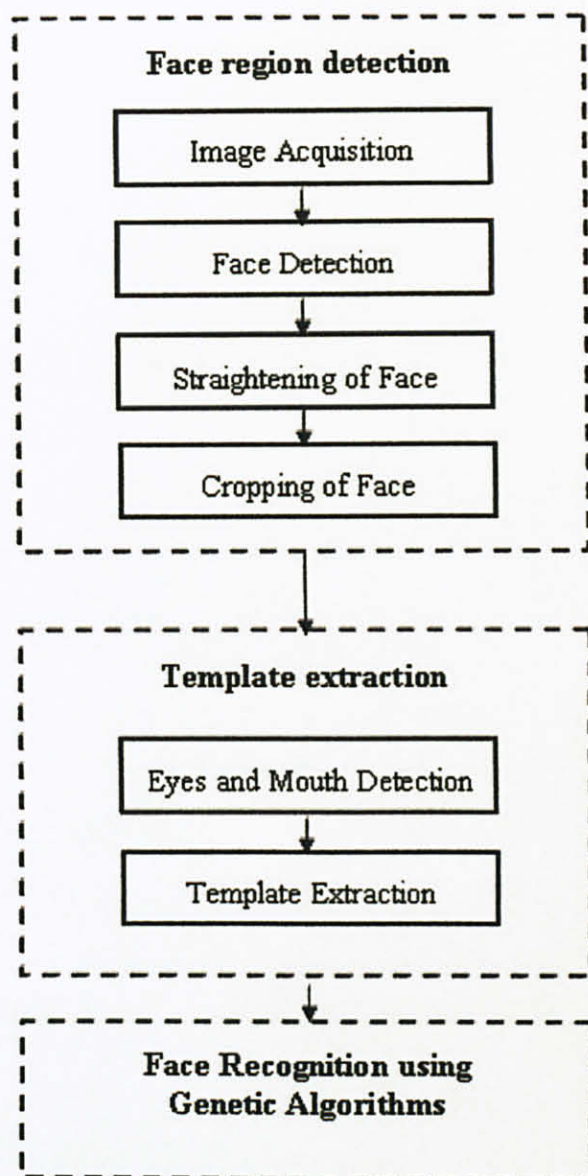 Face region detection
Image Acquisition
Face Detection
Straightening of Face
Cropping of Face
Template extraction
Eyes and Mouth Detection
Template Extraction
Face Recognition using
Genetic Algorithms